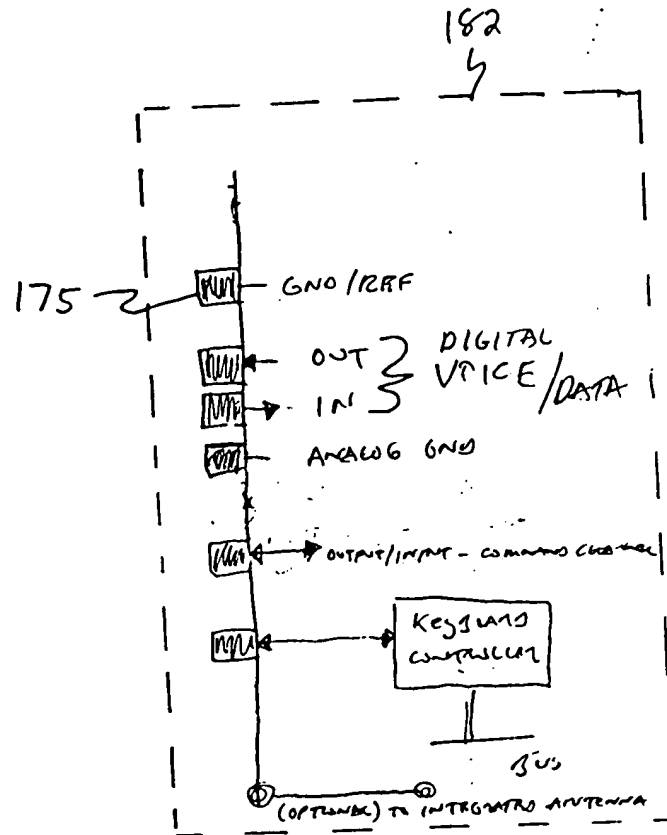 182
175
GND/REF
OUT } DIGITAL
IN } VOICE/DATA
ANALOG GND
OUTPUT/INPUT - COMMAND CHANNEL
KEYBOARD
CONTROLLER
BUS
(OPTIONAL) TO INTEGRATED ANTENNA